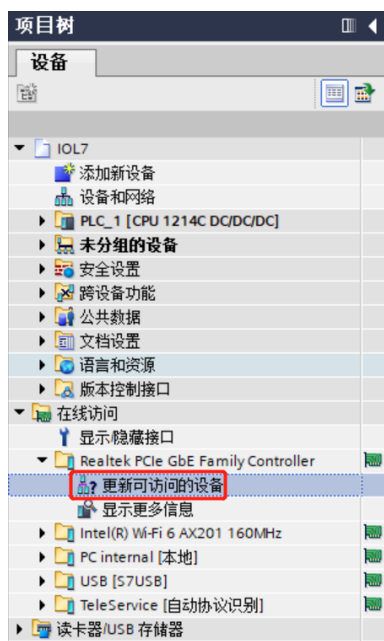 项目树
设备
IOL7
添加新设备
设备和网络
PLC_1 [CPU 1214C DC/DC/DC]
未分组的设备
安全设置
跨设备功能
公共数据
文档设置
语言和资源
版本控制接口
在线访问
显示/隐藏接口
Realtek PCIe GbE Family Controller
更新可访问的设备
显示更多信息
Intel(R) Wi-Fi 6 AX201 160MHz
PC internal [本地]
USB [S7USB]
TeleService [自动协议识别]
读卡器/USB 存储器